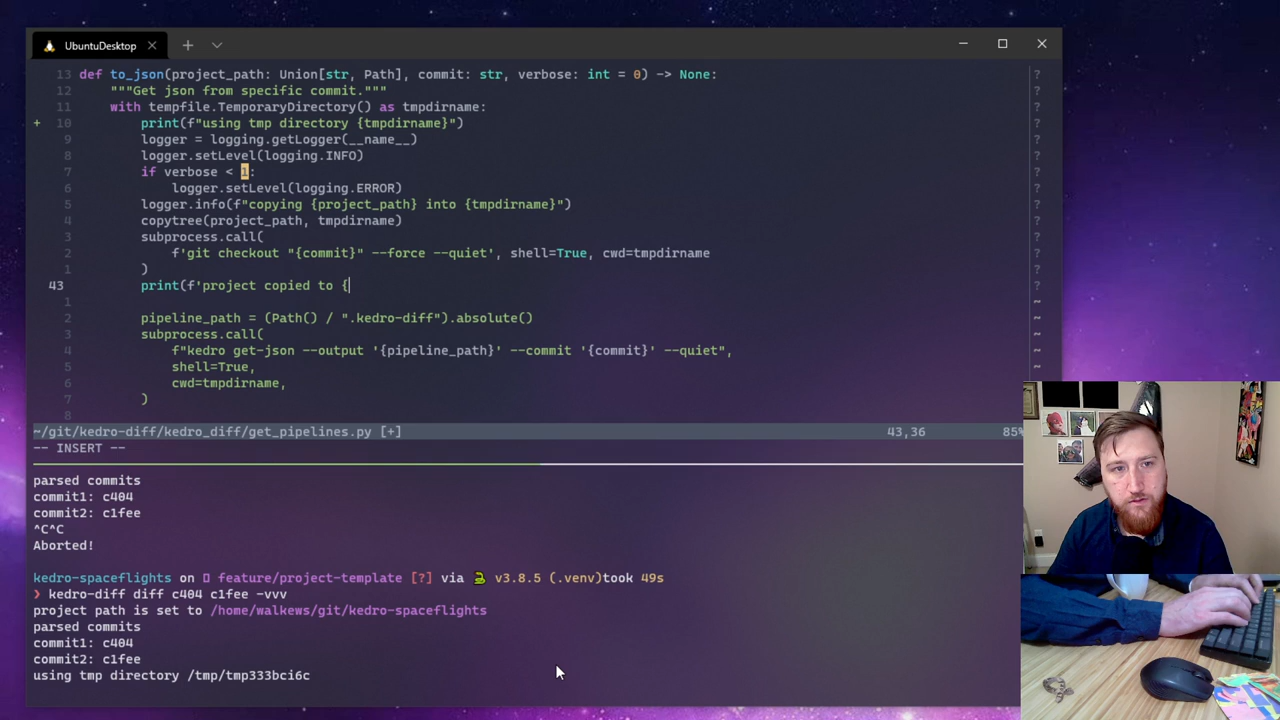 UbuntuDesktop
13 def to_json(project_path: Union[str, Path], commit: str, verbose: int = 0) -> None:
12 """Get json from specific commit."""
11 with tempfile.TemporaryDirectory() as tmpdirname:
+ 10 print(f"using tmp directory {tmpdirname}")
9 logger = logging.getLogger(__name__)
8 logger.setLevel(logging.INFO)
7 if verbose < 1:
6 logger.setLevel(logging.ERROR)
5 logger.info(f"copying {project_path} into {tmpdirname}")
4 copytree(project_path, tmpdirname)
3 subprocess.call(
2 f'git checkout "{commit}" --force --quiet', shell=True, cwd=tmpdirname
1 )
43 print(f'project copied to {
1
2 pipeline_path = (Path() / ".kedro-diff").absolute()
3 subprocess.call(
4 f"kedro get-json --output '{pipeline_path}' --commit '{commit}' --quiet",
5 shell=True,
6 cwd=tmpdirname,
7 )
8
~/git/kedro-diff/kedro_diff/get_pipelines.py [+] 43,36 85%
-- INSERT --
parsed commits
commit1: c404
commit2: c1fee
^C^C
Aborted!
kedro-spaceflights on feature/project-template [?] via v3.8.5 (.venv)took 49s
❯ kedro-diff diff c404 c1fee -vvv
project path is set to /home/walkews/git/kedro-spaceflights
parsed commits
commit1: c404
commit2: c1fee
using tmp directory /tmp/tmp333bci6c